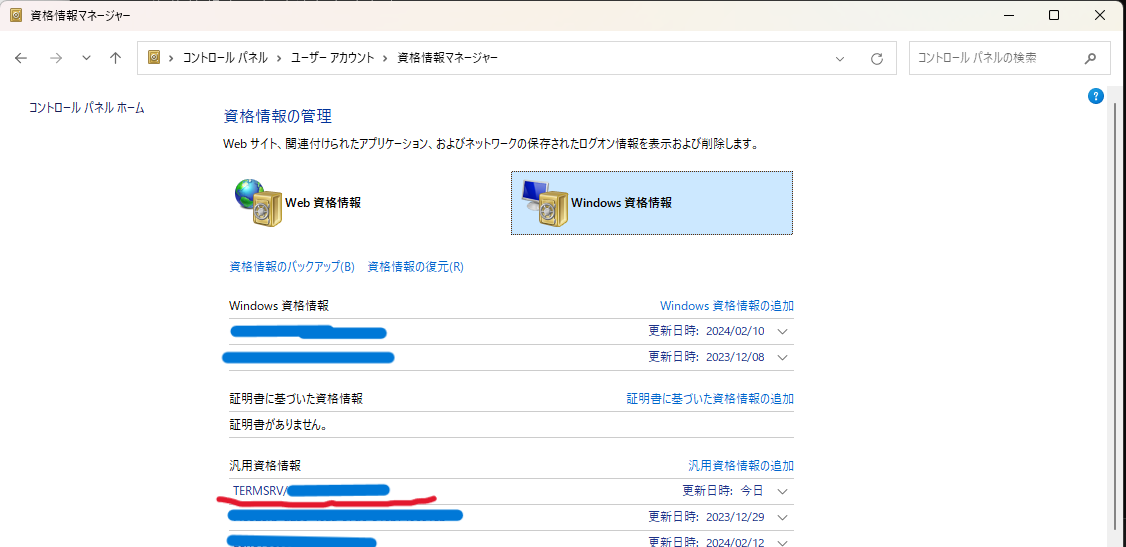 資格情報マネージャー
コントロール パネル › ユーザー アカウント › 資格情報マネージャー
コントロール パネルの検索
コントロール パネル ホーム
資格情報の管理
Web サイト、関連付けられたアプリケーション、およびネットワークの保存されたログオン情報を表示および削除します。
Web 資格情報
Windows 資格情報
資格情報のバックアップ(B) 資格情報の復元(R)
Windows 資格情報 Windows 資格情報の追加
更新日時: 2024/02/10
更新日時: 2023/12/08
証明書に基づいた資格情報 証明書に基づいた資格情報の追加
証明書がありません。
汎用資格情報 汎用資格情報の追加
TERMSRV/ 更新日時: 今日
更新日時: 2023/12/29
更新日時: 2024/02/12